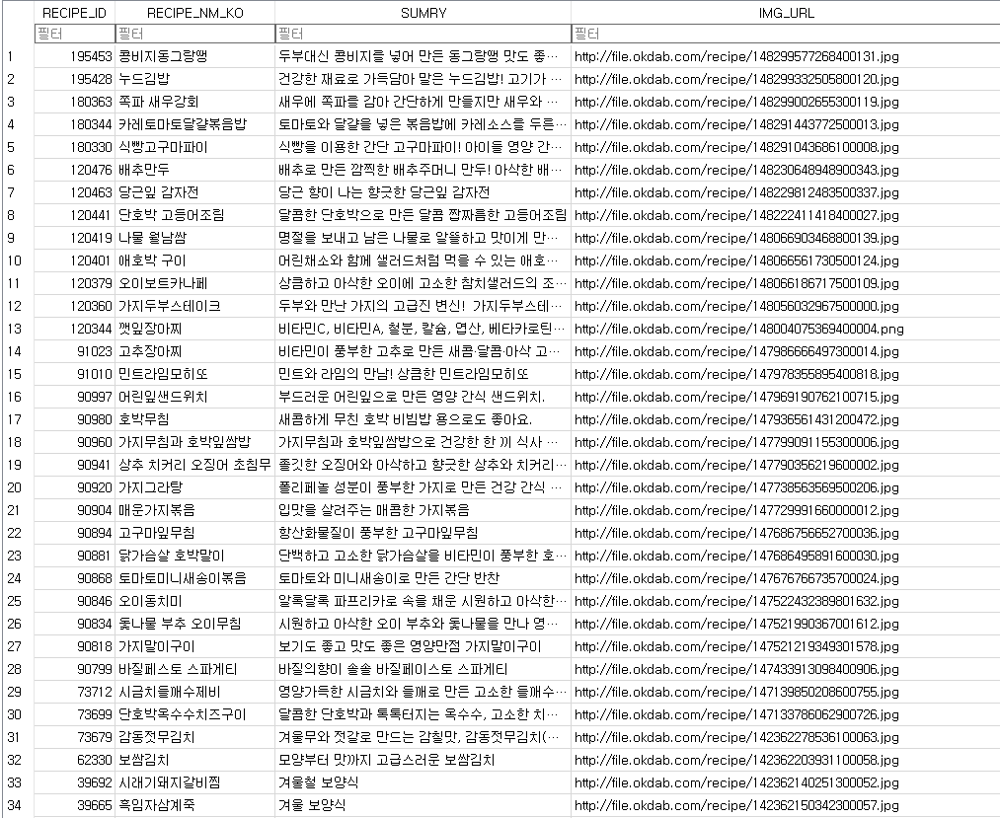 RECIPE_ID RECIPE_NM_KO SUMRY IMG_URL
필터 필터 필터 필터
1 195453 콩비지동그랑땡 두부대신 콩비지를 넣어 만든 동그랑땡 맛도 좋… http://file.okdab.com/recipe/148299577268400131.jpg
2 195428 누드김밥 건강한 재료로 가득담아 말은 누드김밥! 고기가 … http://file.okdab.com/recipe/148299332505800120.jpg
3 180363 쪽파 새우강회 새우에 쪽파를 감아 간단하게 만들지만 새우와 … http://file.okdab.com/recipe/148299002655300119.jpg
4 180344 카레토마토달걀볶음밥 토마토와 달걀을 넣은 볶음밥에 카레소스를 두른… http://file.okdab.com/recipe/148291443772500013.jpg
5 180330 식빵고구마파이 식빵을 이용한 간단 고구마파이! 아이들 영양 간… http://file.okdab.com/recipe/148291043686100008.jpg
6 120476 배추만두 배추로 만든 깜찍한 배추주머니 만두! 아삭한 배… http://file.okdab.com/recipe/148230648948900343.jpg
7 120463 당근잎 감자전 당근 향이 나는 향긋한 당근잎 감자전 http://file.okdab.com/recipe/148229812483500337.jpg
8 120441 단호박 고등어조림 달콤한 단호박으로 만든 달콤 짭짜름한 고등어조림 http://file.okdab.com/recipe/148222411418400027.jpg
9 120419 나물 월남쌈 명절을 보내고 남은 나물로 알뜰하고 맛이게 만… http://file.okdab.com/recipe/148066903468800139.jpg
10 120401 애호박 구이 어린채소와 함께 샐러드처럼 먹을 수 있는 애호… http://file.okdab.com/recipe/148066561730500124.jpg
11 120379 오이보트카나페 상큼하고 아삭한 오이에 고소한 참치샐러드의 조… http://file.okdab.com/recipe/148066186717500109.jpg
12 120360 가지두부스테이크 두부와 만난 가지의 고급진 변신!  가지두부스테… http://file.okdab.com/recipe/148056032967500000.jpg
13 120344 깻잎장아찌 비타민C, 비타민A, 철분, 칼슘, 엽산, 베타카로틴… http://file.okdab.com/recipe/148004075369400004.png
14 91023 고추장아찌 비타민이 풍부한 고추로 만든 새콤·달콤·아삭 고… http://file.okdab.com/recipe/147986666497300014.jpg
15 91010 민트라임모히또 민트와 라임의 만남! 상큼한 민트라임모히또 http://file.okdab.com/recipe/147978355895400818.jpg
16 90997 어린잎샌드위치 부드러운 어린잎으로 만든 영양 간식 샌드위치. http://file.okdab.com/recipe/147969190762100715.jpg
17 90980 호박무침 새콤하게 무친 호박 비빔밥 용으로도 좋아요. http://file.okdab.com/recipe/147936561431200472.jpg
18 90960 가지무침과 호박잎쌈밥 가지무침과 호박잎쌈밥으로 건강한 한 끼 식사 … http://file.okdab.com/recipe/147799091155300006.jpg
19 90941 상추 치커리 오징어 초침무 졸깃한 오징어와 아삭하고 향긋한 상추와 치커리… http://file.okdab.com/recipe/147790356219600002.jpg
20 90920 가지그라탕 폴리페놀 성분이 풍부한 가지로 만든 건강 간식 … http://file.okdab.com/recipe/147738563569500206.jpg
21 90904 매운가지볶음 입맛을 살려주는 매콤한 가지볶음 http://file.okdab.com/recipe/147729991660000012.jpg
22 90894 고구마잎무침 항산화물질이 풍부한 고구마잎무침 http://file.okdab.com/recipe/147686756652700036.jpg
23 90881 닭가슴살 호박말이 단백하고 고소한 닭가슴살을 비타민이 풍부한 호… http://file.okdab.com/recipe/147686495891600030.jpg
24 90868 토마토미니새송이볶음 토마토와 미니새송이로 만든 간단 반찬 http://file.okdab.com/recipe/147676766735700024.jpg
25 90846 오이동치미 알록달록 파프리카로 속을 채운 시원하고 아삭한… http://file.okdab.com/recipe/147522432389801632.jpg
26 90834 돛나물 부추 오이무침 시원하고 아삭한 오이 부추와 돛나물을 만나 영… http://file.okdab.com/recipe/147521990367001612.jpg
27 90818 가지말이구이 보기도 좋고 맛도 좋은 영양만점 가지말이구이 http://file.okdab.com/recipe/147521219349301578.jpg
28 90799 바질페스토 스파게티 바질의향이 솔솔 바질페이스토 스파게티 http://file.okdab.com/recipe/147433913098400906.jpg
29 73712 시금치들깨수제비 영양가득한 시금치와 들깨로 만든 고소한 들깨수… http://file.okdab.com/recipe/147139850208600755.jpg
30 73699 단호박옥수수치즈구이 달콤한 단호박과 톡톡터지는 옥수수, 고소한 치… http://file.okdab.com/recipe/147133786062900726.jpg
31 73679 감동젓무김치 겨울무와 젓갈로 만드는 감칠맛, 감동젓무김치(… http://file.okdab.com/recipe/142362278536100063.jpg
32 62330 보쌈김치 모양부터 맛까지 고급스러운 보쌈김치 http://file.okdab.com/recipe/142362203931100058.jpg
33 39692 시래기돼지갈비찜 겨울철 보양식 http://file.okdab.com/recipe/142362140251300052.jpg
34 39665 흑임자삼계죽 겨울 보양식 http://file.okdab.com/recipe/142362150342300057.jpg